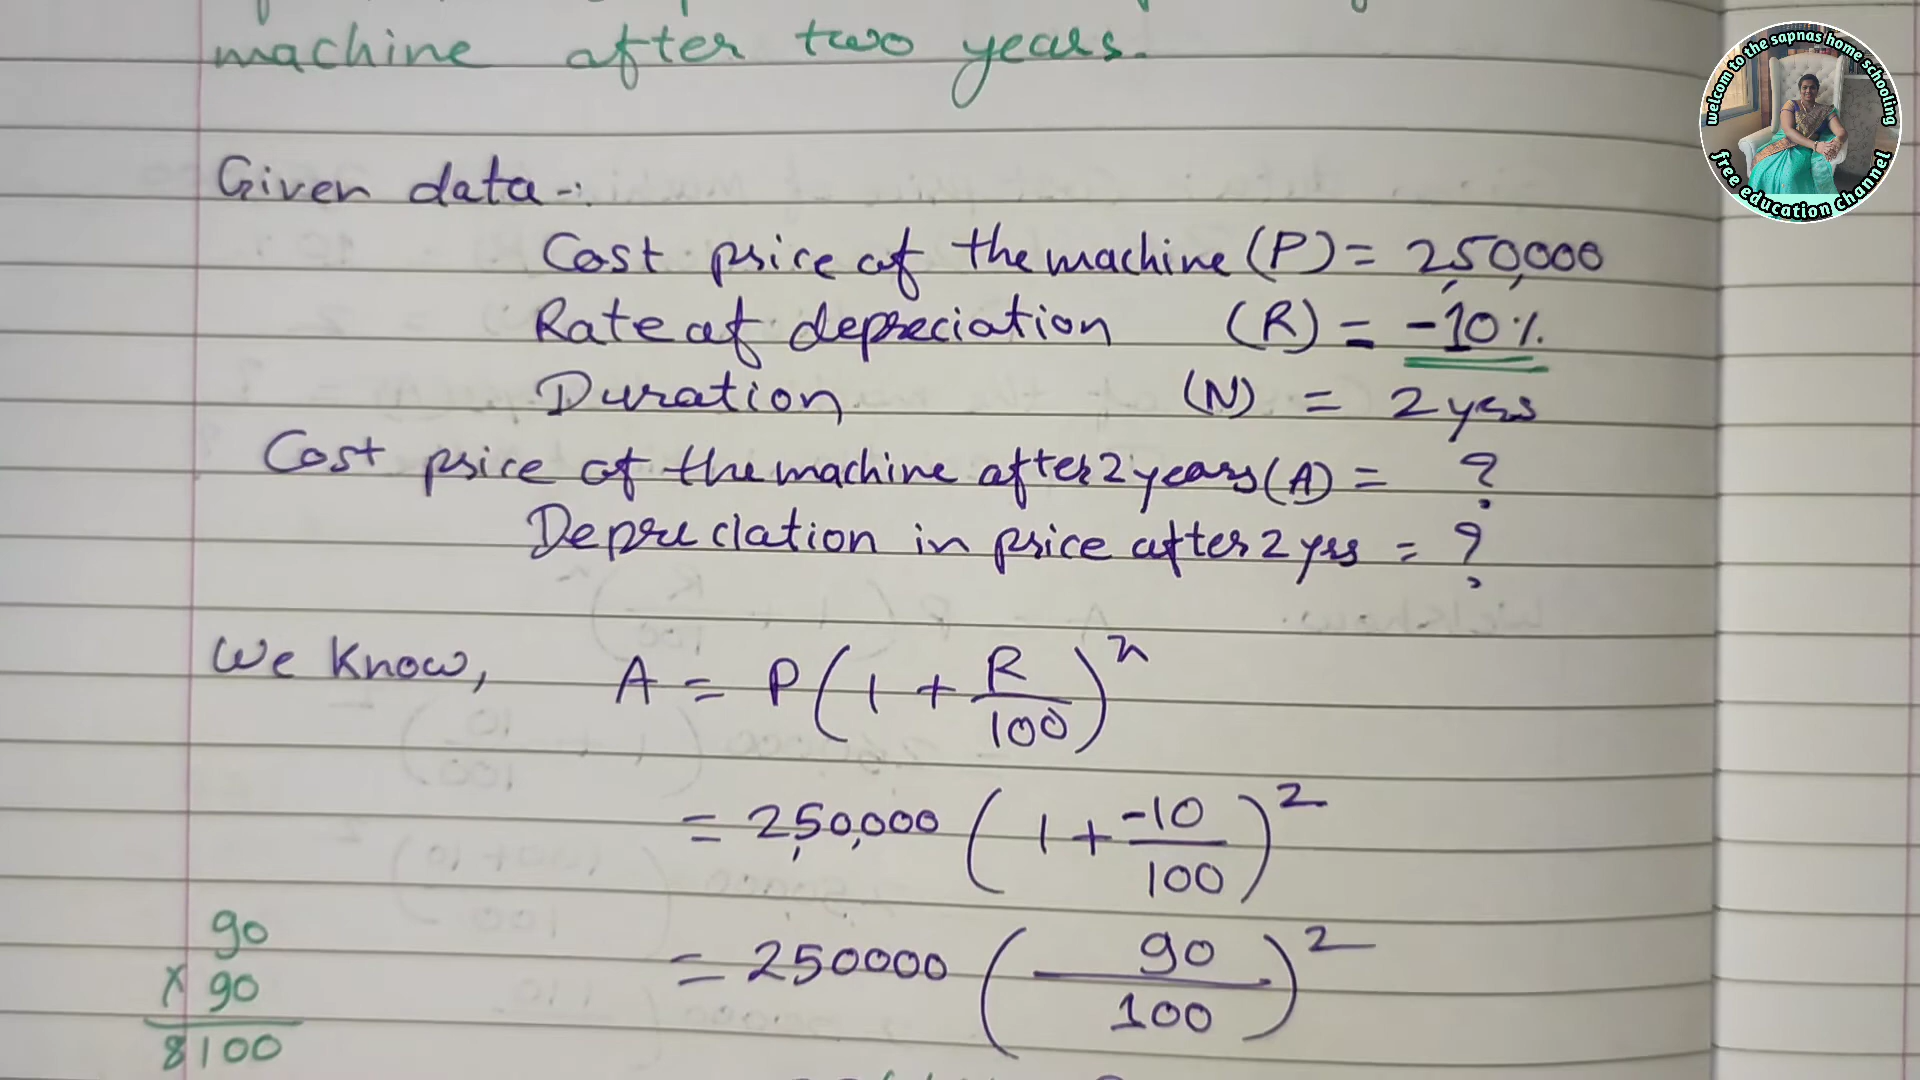 machine after two years.
Given data -:
Cost price of the machine (P) = 2,50,000
Rate of depreciation (R) = -10%
Duration (N) = 2 yrs
Cost price of the machine after 2 years (A) = ?
Depreciation in price after 2 yrs = ?
We know, A = P(1 + R/100)^n
= 2,50,000 (1 + -10/100)^2
= 250000 (90/100)^2
90
x 90
8100
welcom to the sapnas home schooling
free education channel